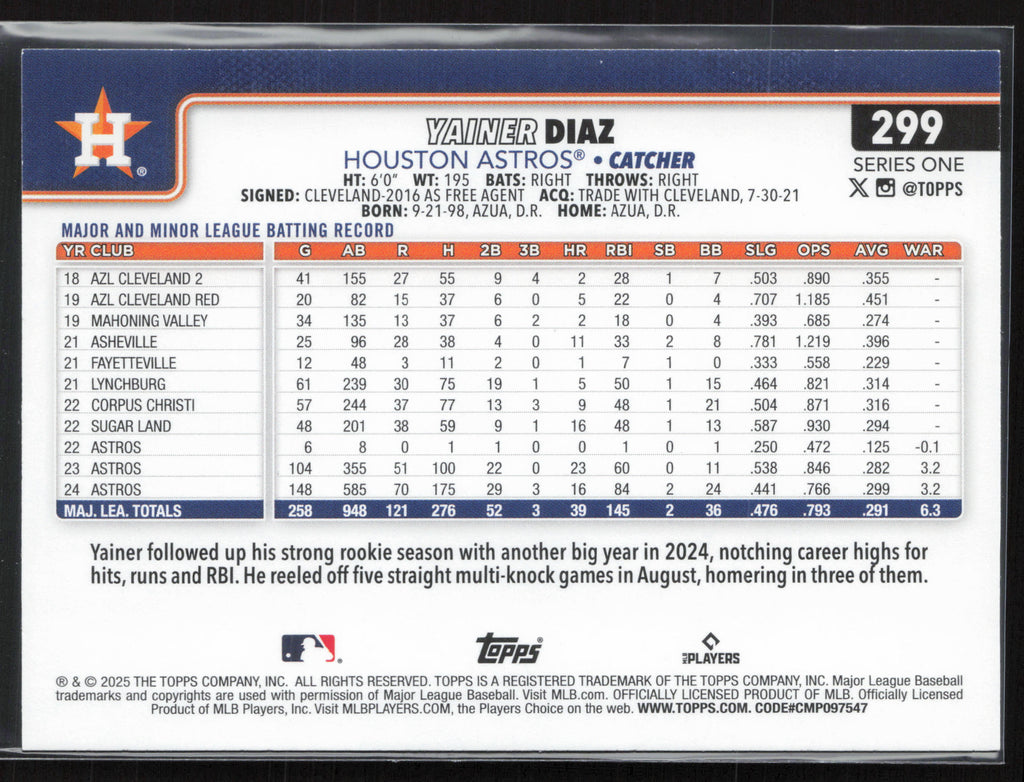 H ®
299
YAINER DIAZ
HOUSTON ASTROS® • CATCHER
SERIES ONE
HT: 6'0" WT: 195 BATS: RIGHT THROWS: RIGHT
@TOPPS
SIGNED: CLEVELAND-2016 AS FREE AGENT ACQ: TRADE WITH CLEVELAND, 7-30-21
BORN: 9-21-98, AZUA, D.R. HOME: AZUA, D.R.
MAJOR AND MINOR LEAGUE BATTING RECORD
YR CLUB G AB R H 2B 3B HR RBI SB BB SLG OPS AVG WAR
18 AZL CLEVELAND 2 41 155 27 55 9 4 2 28 1 7 .503 .890 .355 -
19 AZL CLEVELAND RED 20 82 15 37 6 0 5 22 0 4 .707 1.185 .451 -
19 MAHONING VALLEY 34 135 13 37 6 2 2 18 0 4 .393 .685 .274 -
21 ASHEVILLE 25 96 28 38 4 0 11 33 2 8 .781 1.219 .396 -
21 FAYETTEVILLE 12 48 3 11 2 0 1 7 1 0 .333 .558 .229 -
21 LYNCHBURG 61 239 30 75 19 1 5 50 1 15 .464 .821 .314 -
22 CORPUS CHRISTI 57 244 37 77 13 3 9 48 1 21 .504 .871 .316 -
22 SUGAR LAND 48 201 38 59 9 1 16 48 1 13 .587 .930 .294 -
22 ASTROS 6 8 0 1 1 0 0 1 0 1 .250 .472 .125 -0.1
23 ASTROS 104 355 51 100 22 0 23 60 0 11 .538 .846 .282 3.2
24 ASTROS 148 585 70 175 29 3 16 84 2 24 .441 .766 .299 3.2
MAJ. LEA. TOTALS 258 948 121 276 52 3 39 145 2 36 .476 .793 .291 6.3
Yainer followed up his strong rookie season with another big year in 2024, notching career highs for
hits, runs and RBI. He reeled off five straight multi-knock games in August, homering in three of them.
® Topps® MLB PLAYERS
® & © 2025 THE TOPPS COMPANY, INC. ALL RIGHTS RESERVED. TOPPS IS A REGISTERED TRADEMARK OF THE TOPPS COMPANY, INC. Major League Baseball
trademarks and copyrights are used with permission of Major League Baseball. Visit MLB.com. OFFICIALLY LICENSED PRODUCT OF MLB. Officially Licensed
Product of MLB Players, Inc. Visit MLBPLAYERS.COM, the Players Choice on the web. WWW.TOPPS.COM. CODE#CMP097547